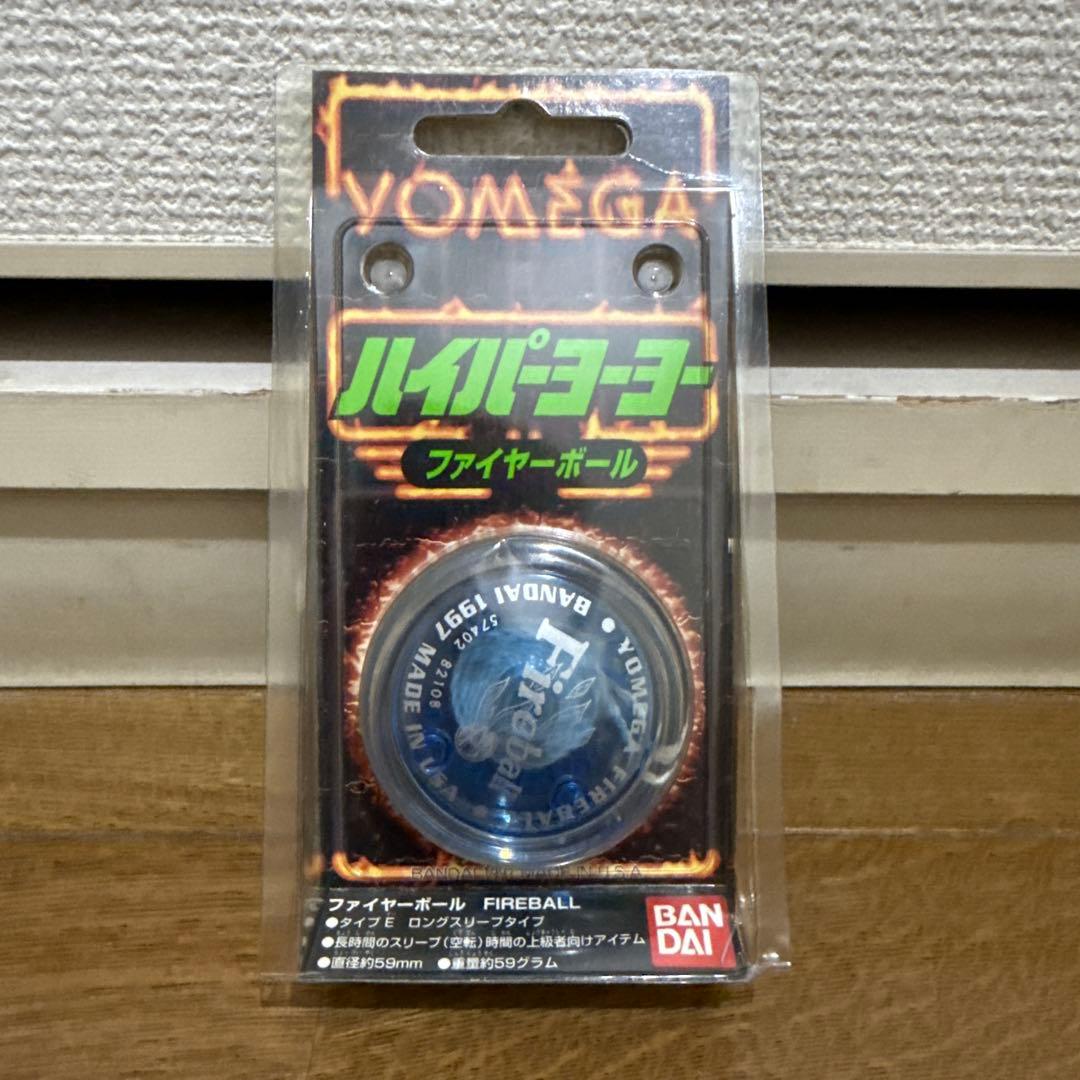 YOMEGA
ハイパーヨーヨー
ファイヤーボール
Fireball
YOMEGA FIREBALL
BANDAI 1997 MADE IN USA
57402 82108
MADE IN U.S.A
ファイヤーボール FIREBALL
●タイプE ロングスリープタイプ
●長時間のスリープ(空転)時間の上級者向けアイテム
●直径約59mm ●重量約59グラム
BAN
DAI